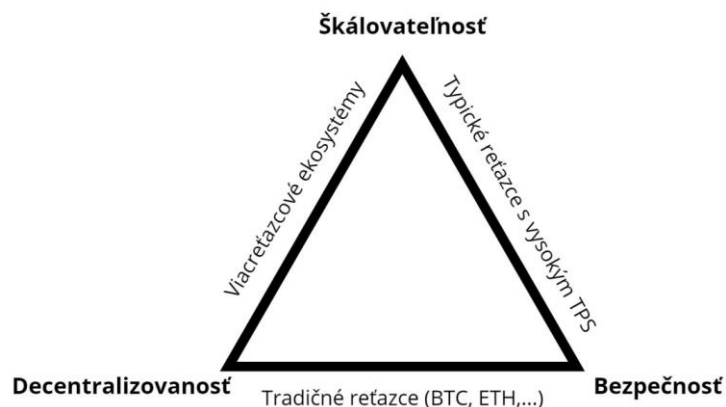 Škálovateľnosť
Viacreťazcové ekosystémy
Typické reťazce s vysokým TPS
Decentralizovanosť
Bezpečnosť
Tradičné reťazce (BTC, ETH,...)